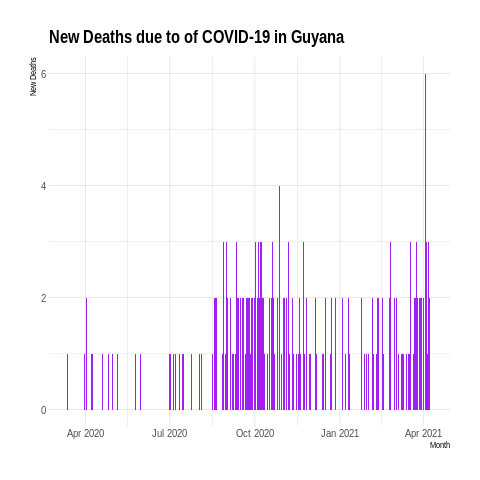 New Deaths due to of COVID-19 in Guyana
New Deaths
6
4
2
0
Apr 2020 Jul 2020 Oct 2020 Jan 2021 Apr 2021
Month